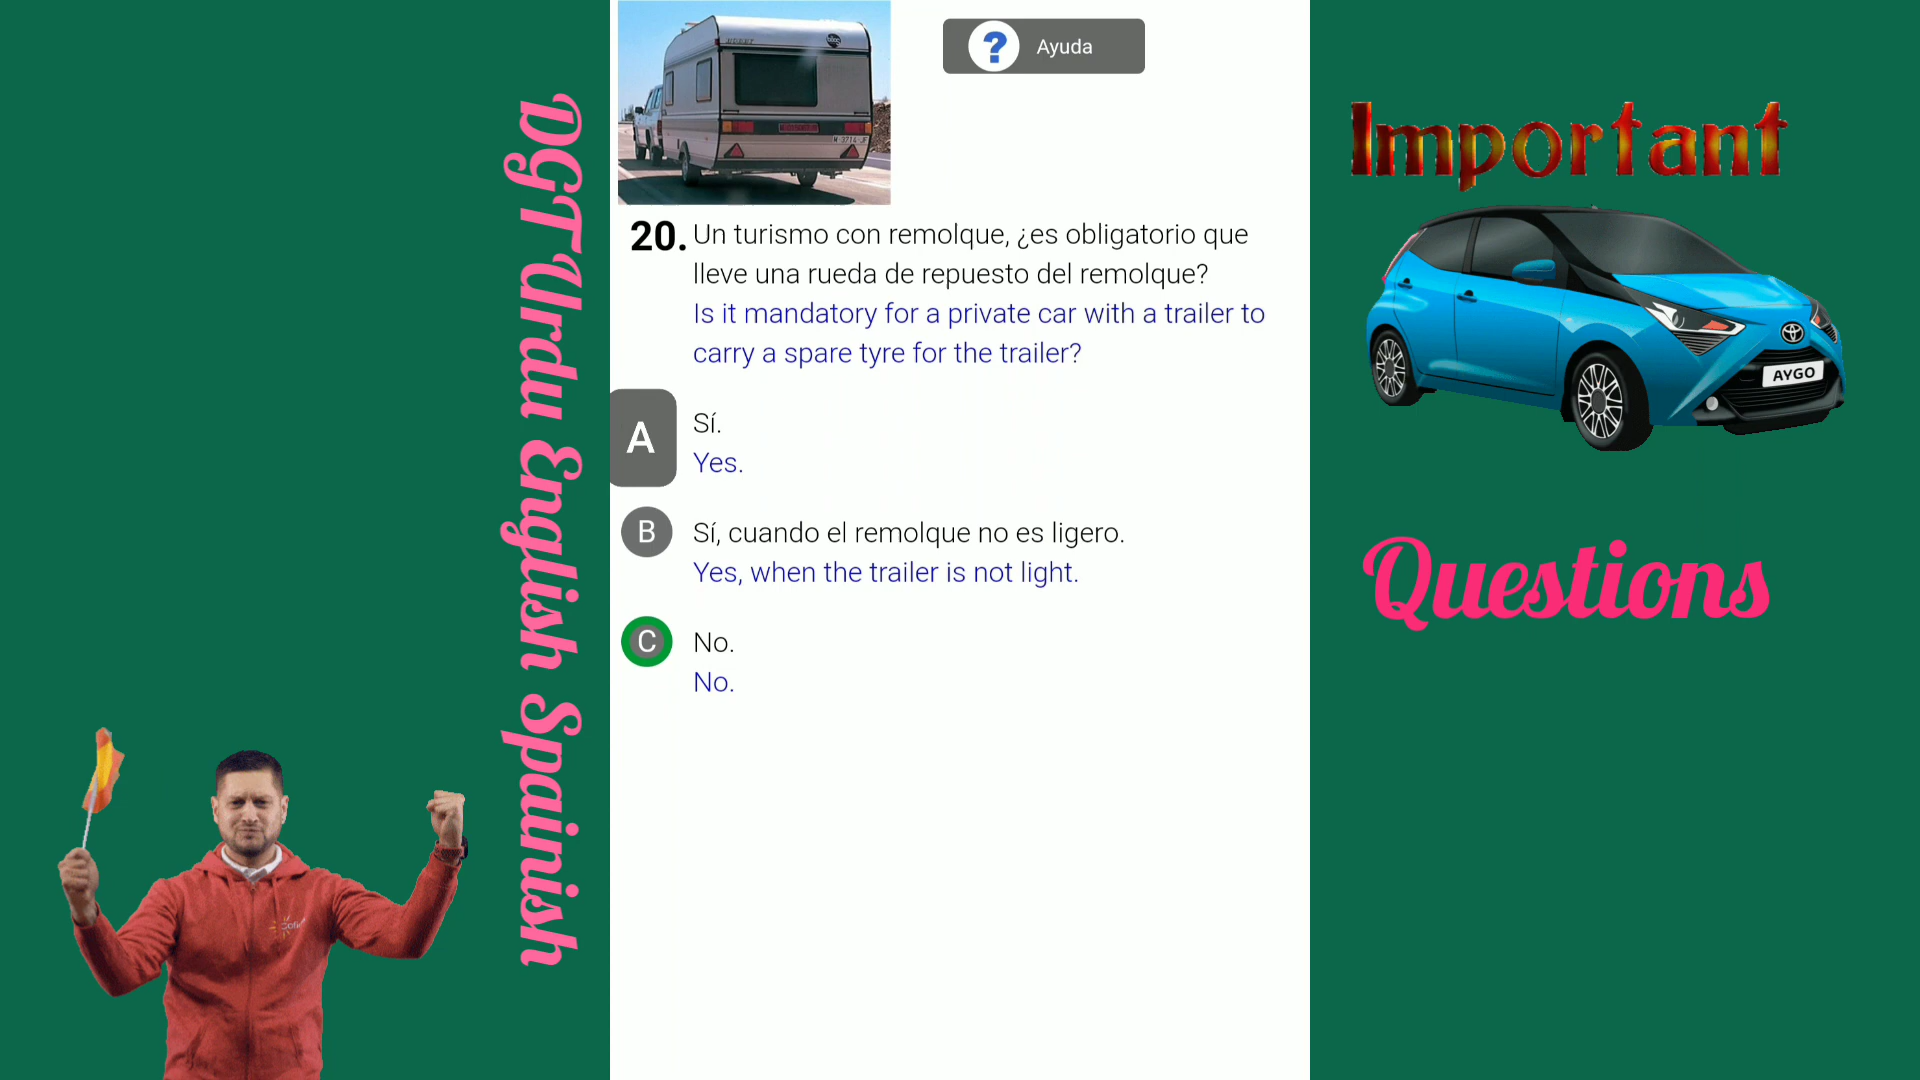 DGT Urdu English Spainish
Ayuda
20. Un turismo con remolque, ¿es obligatorio que
lleve una rueda de repuesto del remolque?
Is it mandatory for a private car with a trailer to
carry a spare tyre for the trailer?
A
Sí.
Yes.
B
Sí, cuando el remolque no es ligero.
Yes, when the trailer is not light.
C
No.
No.
Important
AYGO
Questions